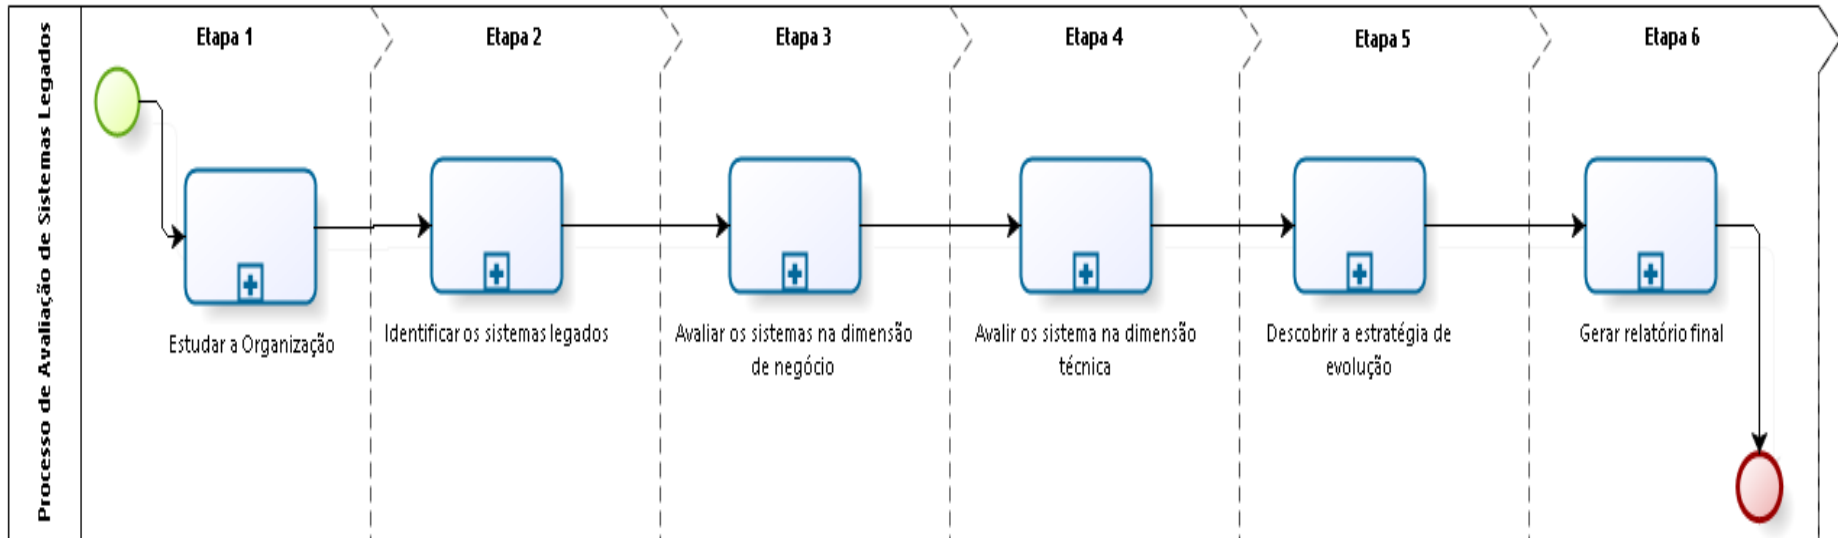 Processo de Avaliação de Sistemas Legados
Etapa 1
Etapa 2
Etapa 3
Etapa 4
Etapa 5
Etapa 6
Estudar a Organização
Identificar os sistemas legados
Avaliar os sistemas na dimensão
de negócio
Avalir os sistema na dimensão
técnica
Descobrir a estratégia de
evolução
Gerar relatório final